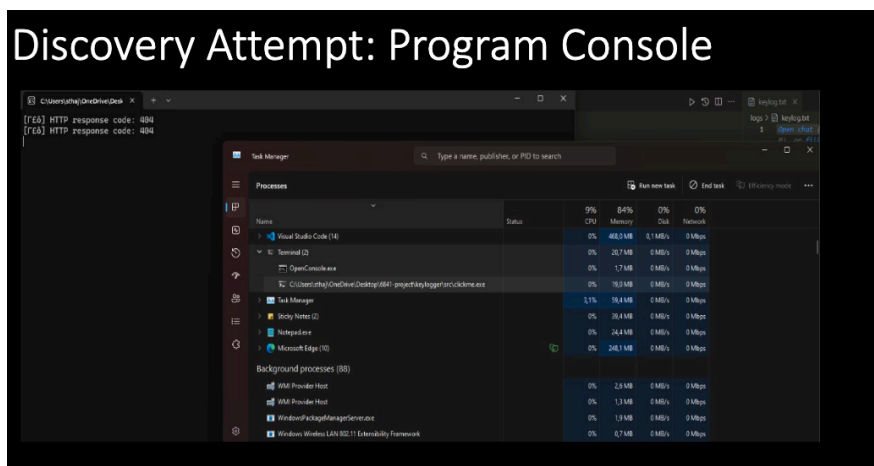 Discovery Attempt: Program Console
C:\Users\sthaj\OneDrive\Desk
[Γεô] HTTP response code: 404
[Γεô] HTTP response code: 404
keylog.txt
logs > keylog.txt
1 Open chat
Task Manager
Type a name, publisher, or PID to search
Processes
Run new task
End task
Efficiency mode
9% 84% 0% 0%
Name Status CPU Memory Disk Network
Visual Studio Code (14) 0% 468,0 MB 0,1 MB/s 0 Mbps
Terminal (2) 0% 20,7 MB 0 MB/s 0 Mbps
OpenConsole.exe 0% 1,7 MB 0 MB/s 0 Mbps
C:\Users\sthaj\OneDrive\Desktop\6841-project\keylogger\src\clickme.exe 0% 19,0 MB 0 MB/s 0 Mbps
Task Manager 3,1% 59,4 MB 0 MB/s 0 Mbps
Sticky Notes (2) 0% 39,4 MB 0 MB/s 0 Mbps
Notepad.exe 0% 24,4 MB 0 MB/s 0 Mbps
Microsoft Edge (10) 0% 248,1 MB 0 MB/s 0 Mbps
Background processes (88)
WMI Provider Host 0% 2,6 MB 0 MB/s 0 Mbps
WMI Provider Host 0% 1,3 MB 0 MB/s 0 Mbps
WindowsPackageManagerServer.exe 0% 1,9 MB 0 MB/s 0 Mbps
Windows Wireless LAN 802.11 Extensibility Framework 0% 0,7 MB 0 MB/s 0 Mbps